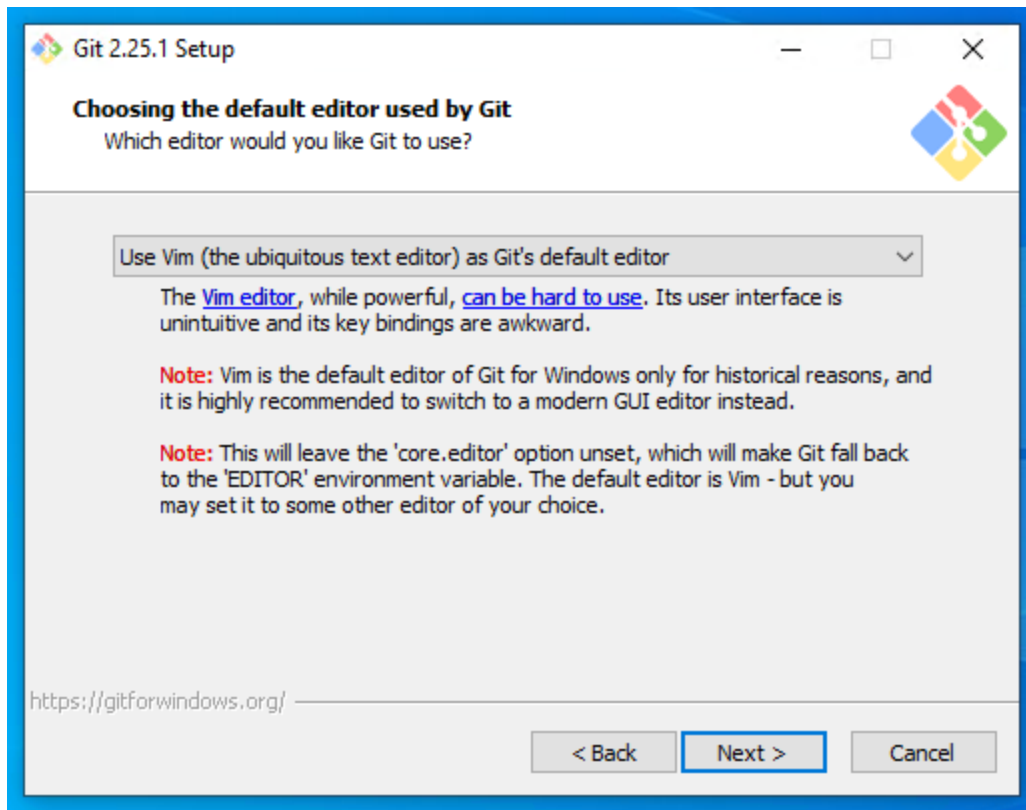 Git 2.25.1 Setup
Choosing the default editor used by Git
Which editor would you like Git to use?
Use Vim (the ubiquitous text editor) as Git's default editor
The Vim editor, while powerful, can be hard to use. Its user interface is
unintuitive and its key bindings are awkward.
Note: Vim is the default editor of Git for Windows only for historical reasons, and
it is highly recommended to switch to a modern GUI editor instead.
Note: This will leave the 'core.editor' option unset, which will make Git fall back
to the 'EDITOR' environment variable. The default editor is Vim - but you
may set it to some other editor of your choice.
https://gitforwindows.org/
< Back
Next >
Cancel